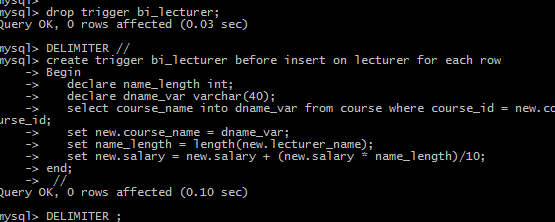 mysql>
mysql> drop trigger bi_lecturer;
Query OK, 0 rows affected (0.03 sec)
mysql> DELIMITER //
mysql> create trigger bi_lecturer before insert on lecturer for each row
    -> Begin
    ->    declare name_length int;
    ->    declare dname_var varchar(40);
    ->    select course_name into dname_var from course where course_id = new.co
urse_id;
    ->    set new.course_name = dname_var;
    ->    set name_length = length(new.lecturer_name);
    ->    set new.salary = new.salary + (new.salary * name_length)/10;
    -> end;
    ->  //
Query OK, 0 rows affected (0.10 sec)
mysql> DELIMITER ;